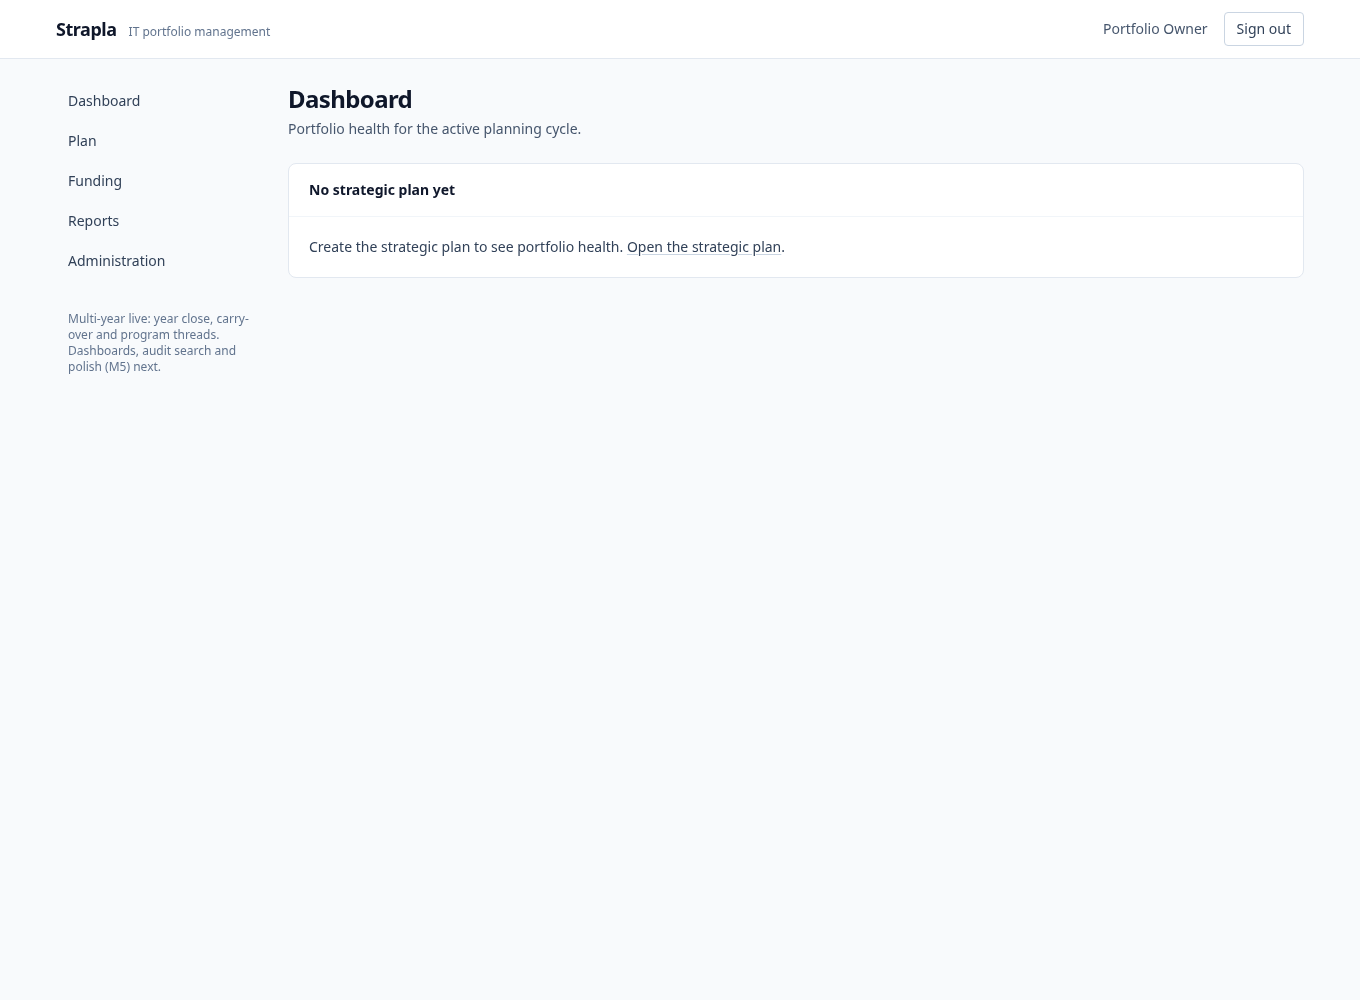 Strapla IT portfolio management
Portfolio Owner
Sign out
Dashboard
Plan
Funding
Reports
Administration
Multi-year live: year close, carry-
over and program threads.
Dashboards, audit search and
polish (M5) next.
Dashboard
Portfolio health for the active planning cycle.
No strategic plan yet
Create the strategic plan to see portfolio health. Open the strategic plan.